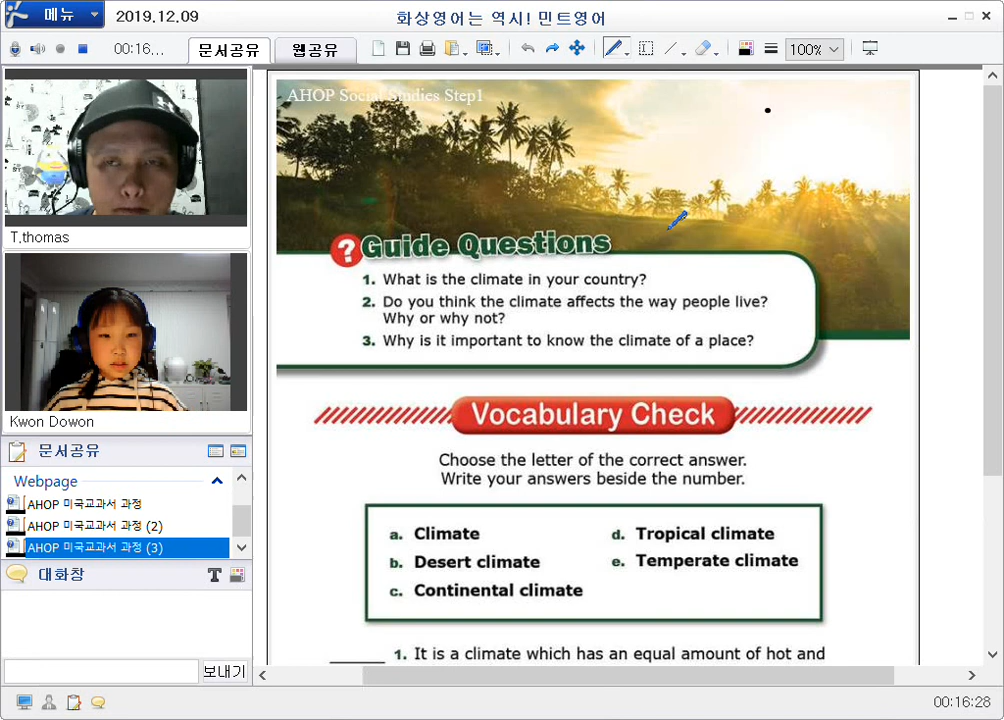 메뉴
2019.12.09
화상영어는 역시! 민트영어
00:16...
문서공유
웹공유
100%
T.thomas
Kwon Dowon
문서공유
Webpage
AHOP 미국교과서 과정
AHOP 미국교과서 과정 (2)
AHOP 미국교과서 과정 (3)
대화창
T
보내기
AHOP Social Studies Step1
? Guide Questions
1. What is the climate in your country?
2. Do you think the climate affects the way people live?
Why or why not?
3. Why is it important to know the climate of a place?
Vocabulary Check
Choose the letter of the correct answer.
Write your answers beside the number.
a. Climate
b. Desert climate
c. Continental climate
d. Tropical climate
e. Temperate climate
1. It is a climate which has an equal amount of hot and
00:16:28